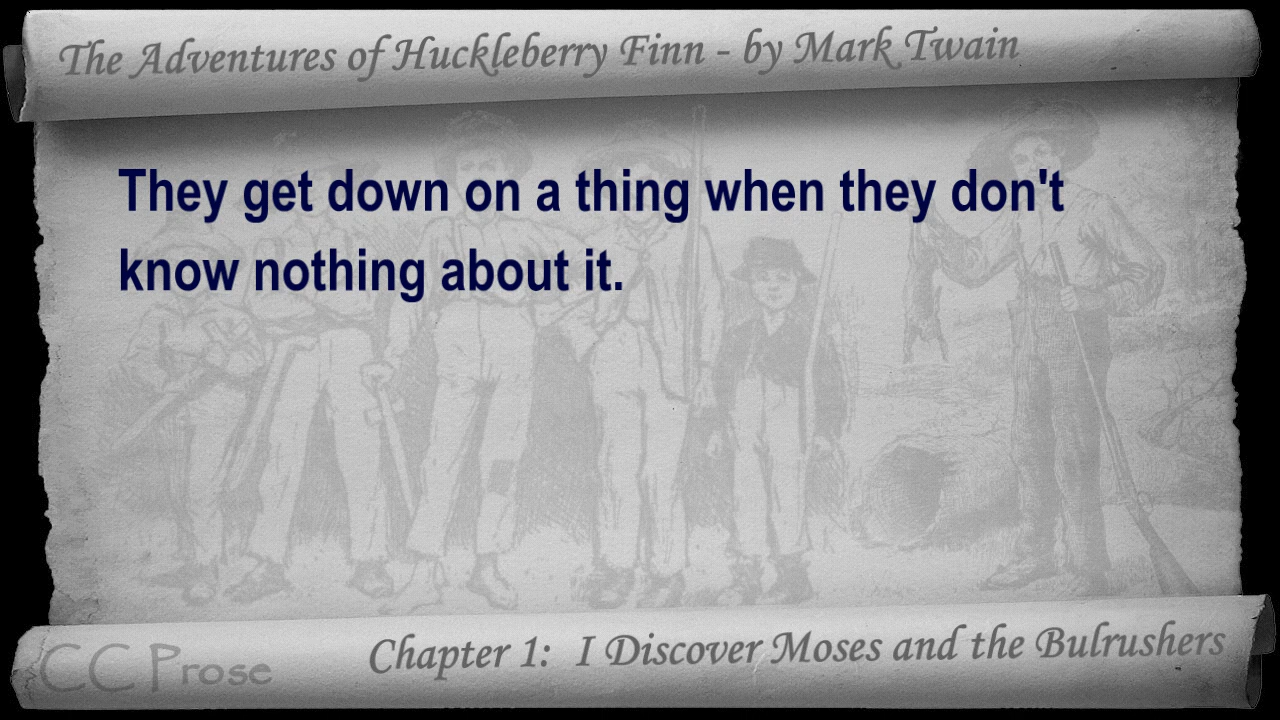 The Adventures of Huckleberry Finn - by Mark Twain
They get down on a thing when they don't
know nothing about it.
CC Prose
Chapter 1: I Discover Moses and the Bulrushers